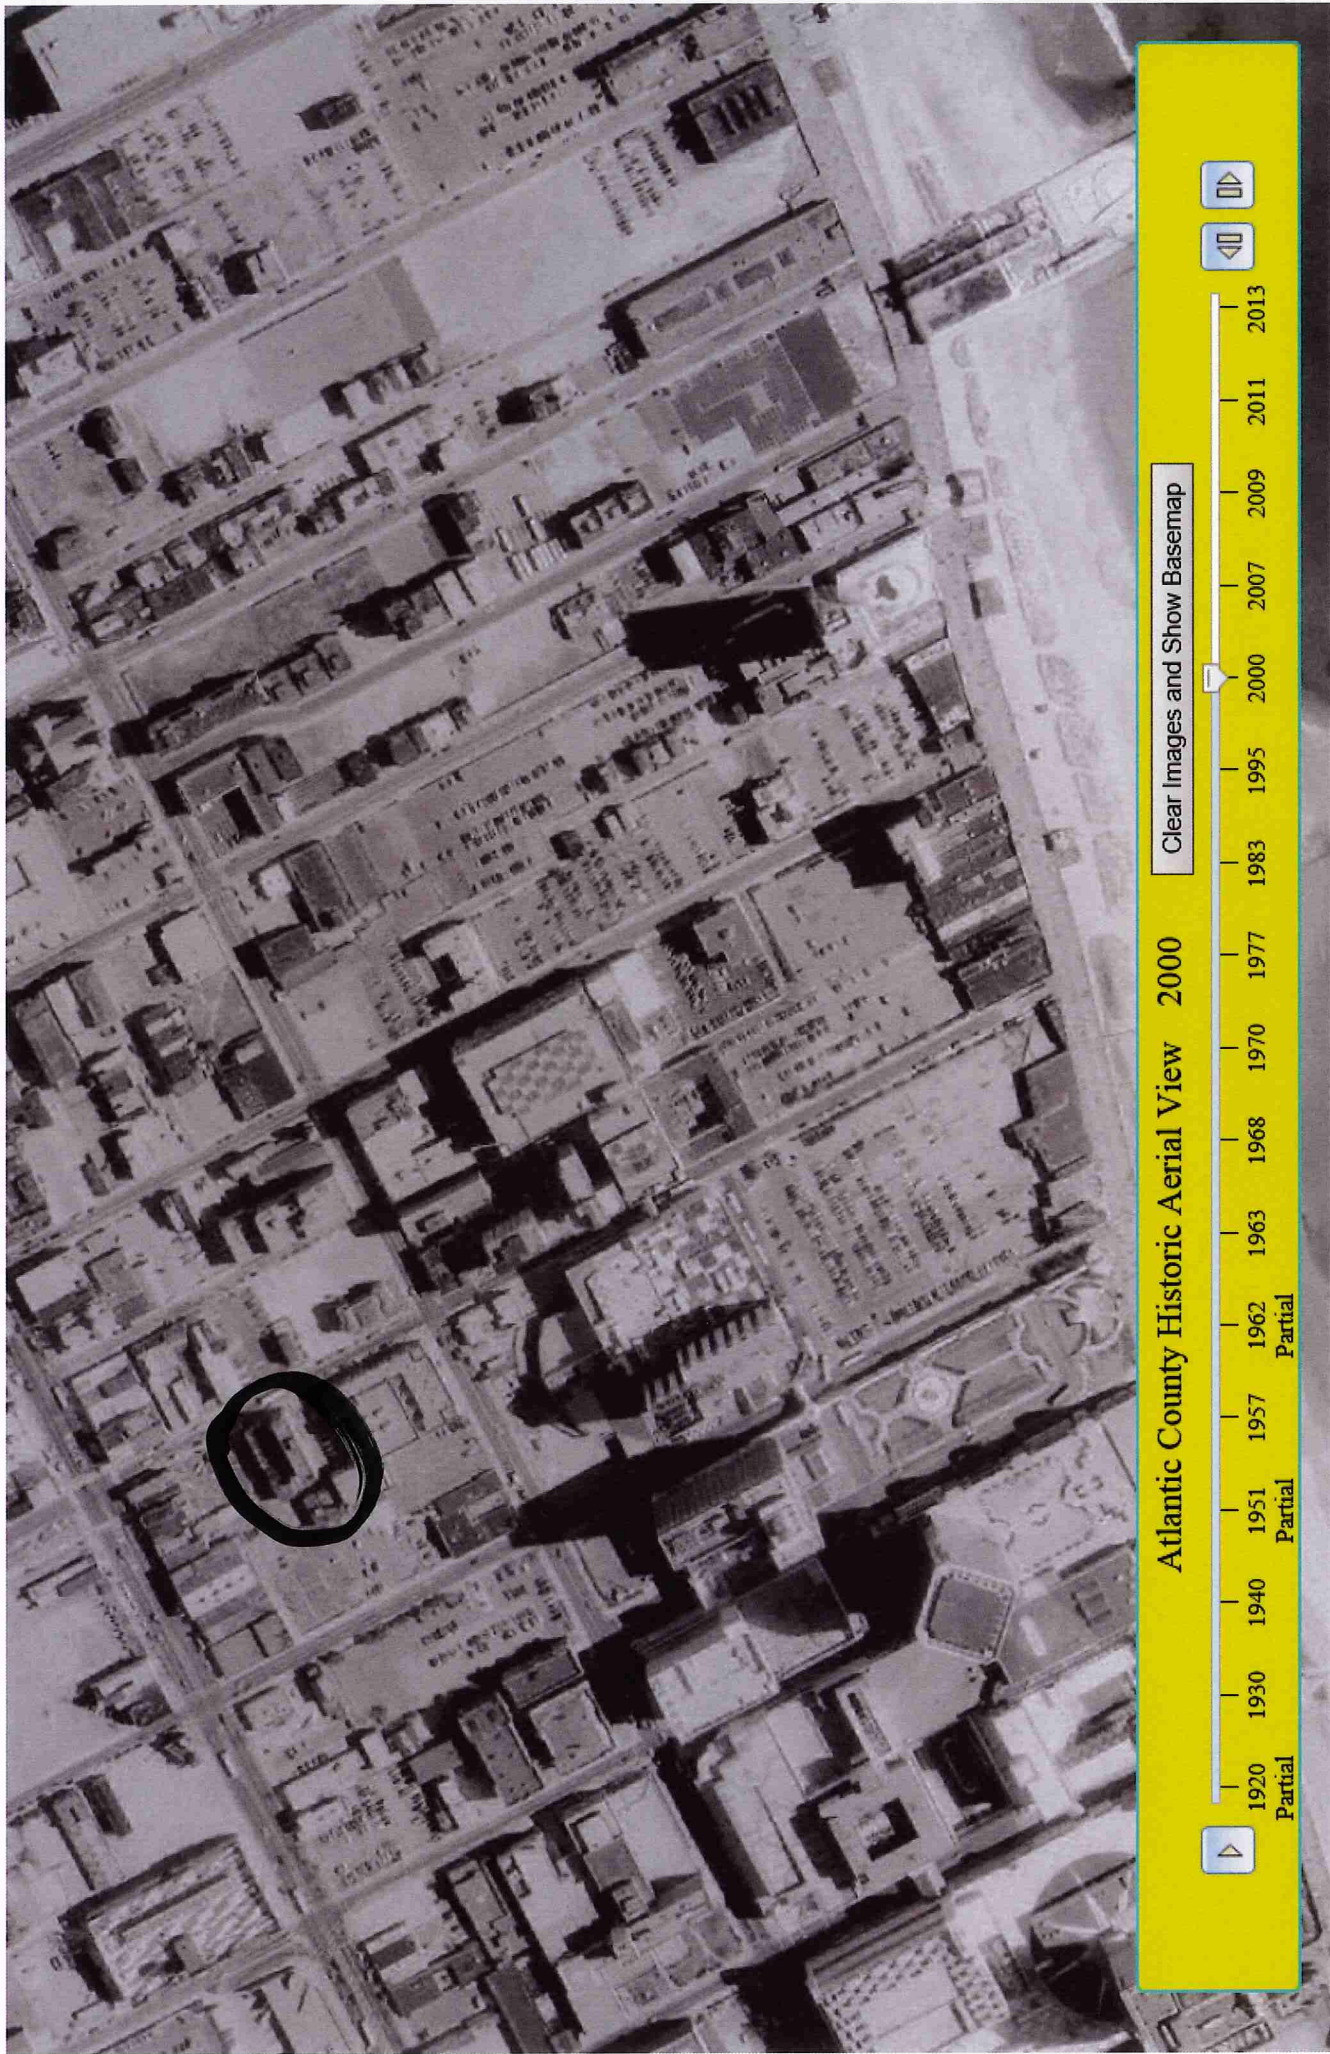 Atlantic County Historic Aerial View 2000
Clear Images and Show Basemap
1920 1930 1940 1951 1957 1962 1963 1968 1970 1977 1983 1995 2000 2007 2009 2011 2013
Partial Partial Partial